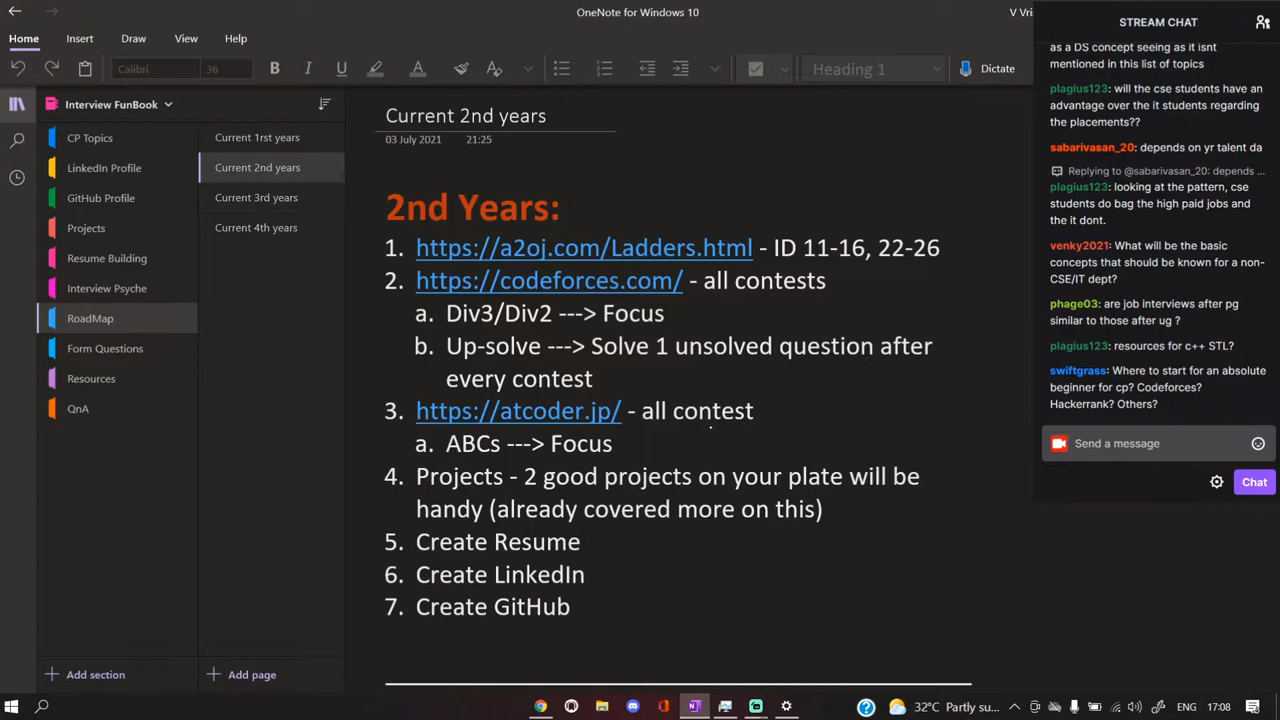 OneNote for Windows 10
V Vri
Home
Insert
Draw
View
Help
Calibri
36
B
I
U
A
A
Heading 1
Dictate
Interview FunBook
CP Topics
LinkedIn Profile
GitHub Profile
Projects
Resume Building
Interview Psyche
RoadMap
Form Questions
Resources
QnA
Add section
Current 1rst years
Current 2nd years
Current 3rd years
Current 4th years
Add page
Current 2nd years
03 July 2021 21:25
2nd Years:
1. https://a2oj.com/Ladders.html - ID 11-16, 22-26
2. https://codeforces.com/ - all contests
a. Div3/Div2 ---> Focus
b. Up-solve ---> Solve 1 unsolved question after
every contest
3. https://atcoder.jp/ - all contest
a. ABCs ---> Focus
4. Projects - 2 good projects on your plate will be
handy (already covered more on this)
5. Create Resume
6. Create LinkedIn
7. Create GitHub
STREAM CHAT
as a DS concept seeing as it isnt
mentioned in this list of topics
plagius123: will the cse students have an
advantage over the it students regarding
the placements??
sabarivasan_20: depends on yr talent da
Replying to @sabarivasan_20: depends ...
plagius123: looking at the pattern, cse
students do bag the high paid jobs and
the it dont.
venky2021: What will be the basic
concepts that should be known for a non-
CSE/IT dept?
phage03: are job interviews after pg
similar to those after ug ?
plagius123: resources for c++ STL?
swiftgrass: Where to start for an absolute
beginner for cp? Codeforces?
Hackerrank? Others?
Send a message
Chat
32°C Partly su...
ENG
17:08